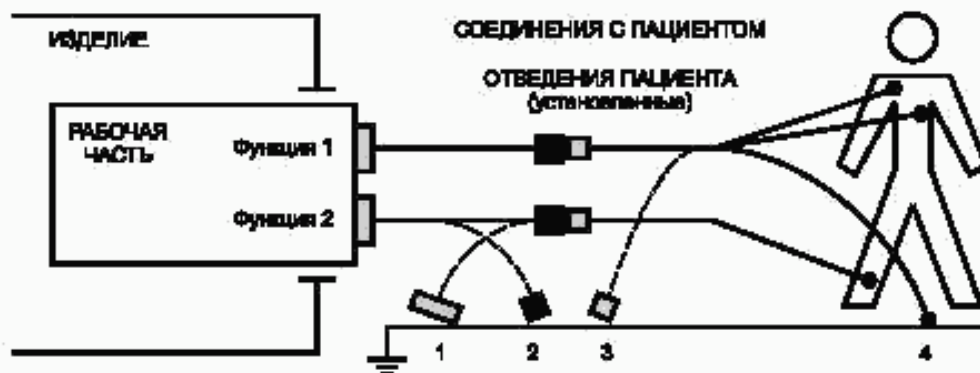 ИЗДЕЛИЕ
СОЕДИНЕНИЯ С ПАЦИЕНТОМ
ОТВЕДЕНИЯ ПАЦИЕНТА
(установленные)
РАБОЧАЯ
ЧАСТЬ
Функция 1
Функция 2
1 2 3 4